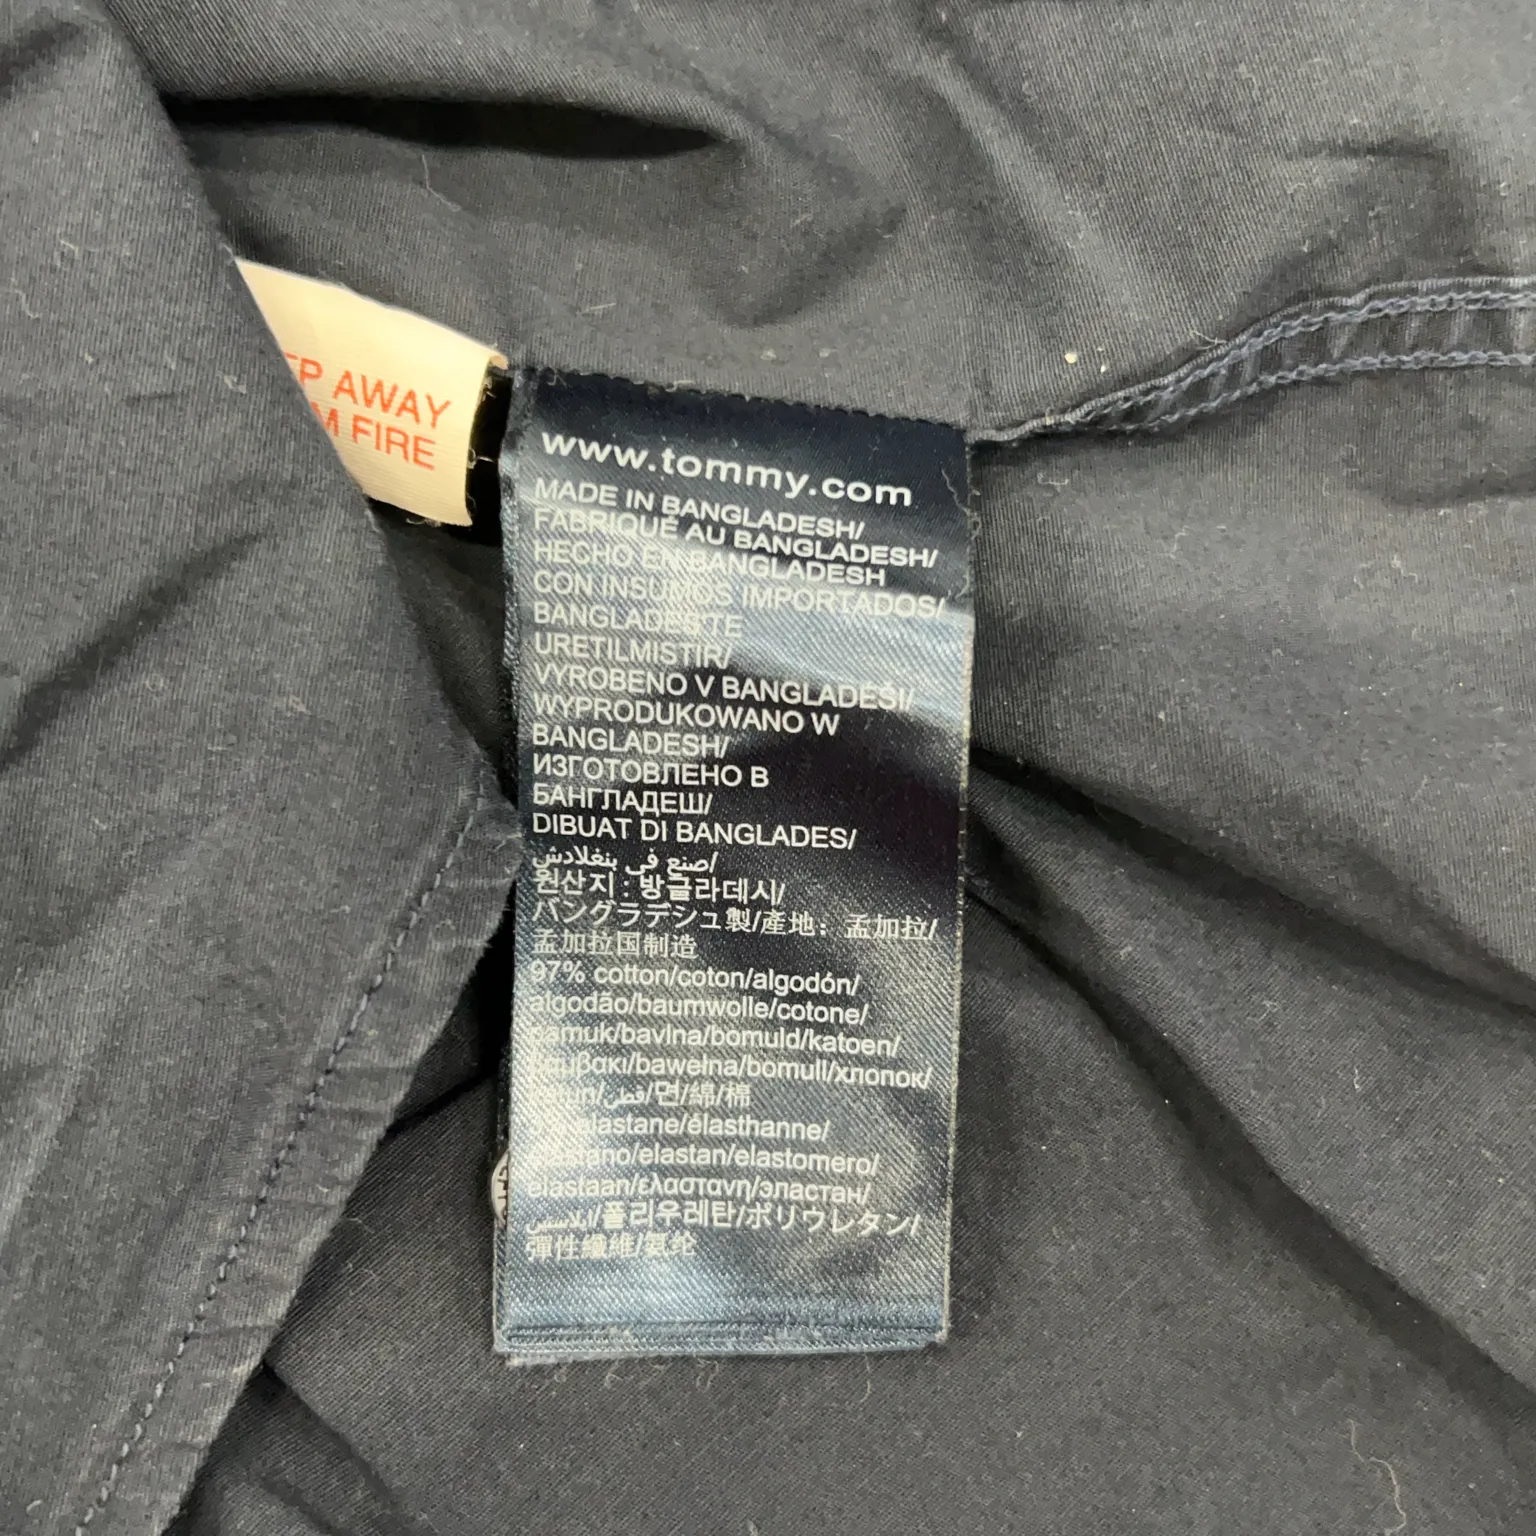 AWAY
FIRE
www.tommy.com
MADE IN BANGLADESH/
FABRIQUÉ AU BANGLADESH/
HECHO EN BANGLADESH
CON INSUMOS IMPORTADOS/
BANGLADEŞ'TE
URETILMISTIR/
VYROBENO V BANGLADÉŠI/
WYPRODUKOWANO W
BANGLADESH/
ИЗГОТОВЛЕНО В
БАНГЛАДЕШ/
DIBUAT DI BANGLADES/
صنع في بنغلادش/
원산지 : 방글라데시/
バングラデシュ製/產地：孟加拉/
孟加拉国制造
97% cotton/coton/algodón/
algodão/baumwolle/cotone/
pamuk/bavlna/bomuld/katoen/
βαμβακι/bawełna/bomull/хлопок/
قطن/면/綿/棉
elastane/élasthanne/
elastano/elastan/elastomero/
elastaan/ελαστανη/эластан/
ايلاسس/폴리우레탄/ポリウレタン/
彈性纖維/氨纶